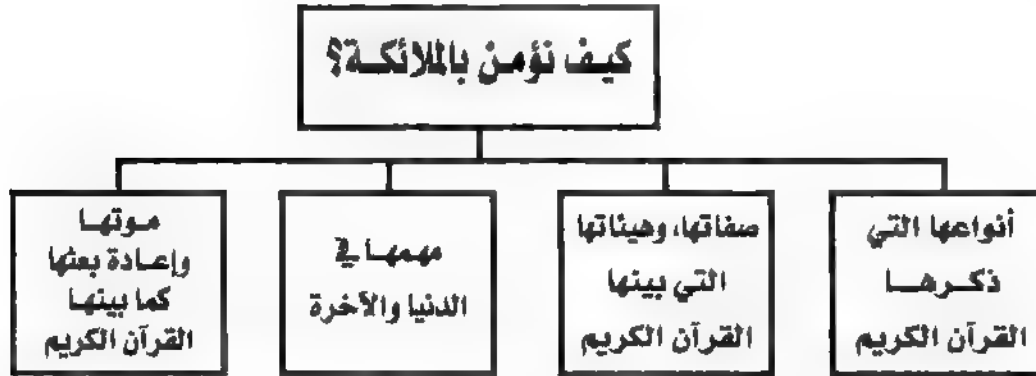 كيف نؤمن بالملائكة؟
أنواعها التي
ذكرها
القرآن الكريم
صفاتها، وهيئاتها
التي بينها
القرآن الكريم
مهمها في
الدنيا والآخرة
موتها
وإعادة بعثها
كما بينها
القرآن الكريم